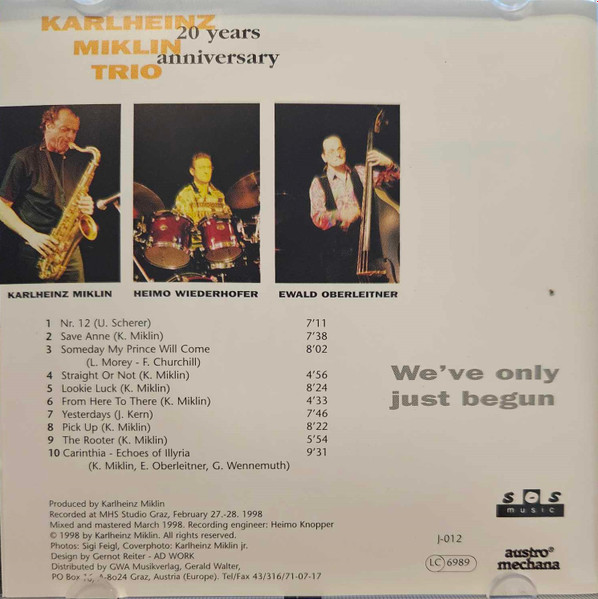 KARLHEINZ
MIKLIN
TRIO
20 years
anniversary
KARLHEINZ MIKLIN
HEIMO WIEDERHOFER
EWALD OBERLEITNER
1 Nr. 12 (U. Scherer) 7'11
2 Save Anne (K. Miklin) 7'38
3 Someday My Prince Will Come 8'02
(L. Morey - F. Churchill)
4 Straight Or Not (K. Miklin) 4'56
5 Lookie Luck (K. Miklin) 8'24
6 From Here To There (K. Miklin) 4'33
7 Yesterdays (J. Kern) 7'46
8 Pick Up (K. Miklin) 8'22
9 The Rooter (K. Miklin) 5'54
10 Carinthia - Echoes of Illyria 9'31
(K. Miklin, E. Oberleitner, G. Wennemuth)
We've only
just begun
Produced by Karlheinz Miklin
Recorded at MHS Studio Graz, February 27.-28. 1998
Mixed and mastered March 1998. Recording engineer: Heimo Knopper
© 1998 by Karlheinz Miklin. All rights reserved.
Photos: Sigi Feigl, Coverphoto: Karlheinz Miklin jr.
Design by Gernot Reiter - AD WORK
Distributed by GWA Musikverlag, Gerald Walter,
PO Box A-8o24 Graz, Austria (Europe). Tel/Fax 43/316/71-07-17
SOS
music
J-012
LC 6989
austro®
mechana